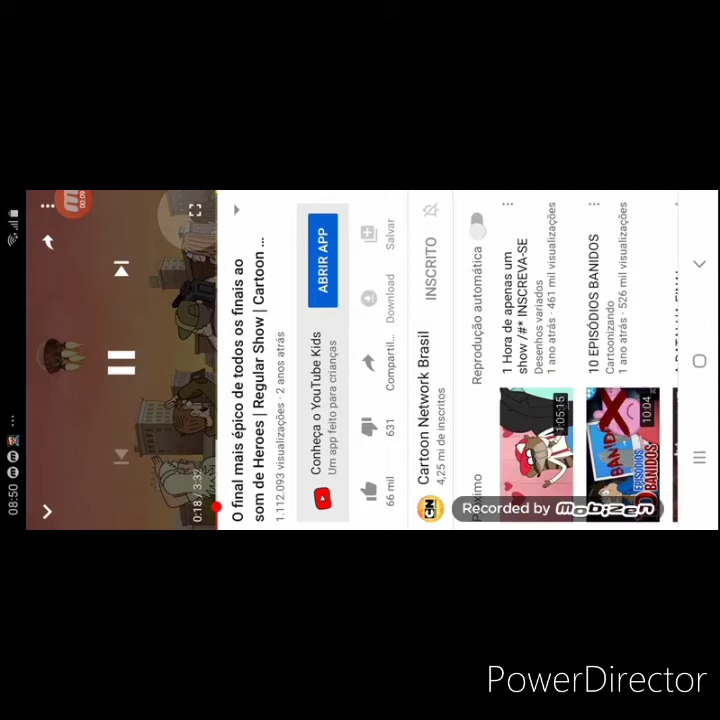 08:50
00:09
0:18 / 3:32
O final mais épico de todos os finais ao
som de Heroes | Regular Show | Cartoon ...
1.112.093 visualizações · 2 anos atrás
Conheça o YouTube Kids
Um app feito para crianças
ABRIR APP
66 mil
631
Compartil...
Download
Salvar
CN
Cartoon Network Brasil
4,25 mi de inscritos
INSCRITO
Próximo
Reprodução automática
1:05:15
1 Hora de apenas um
show /#* INSCREVA-SE
Desenhos variados
1 ano atrás · 461 mil visualizações
10:04
EPISÓDIOS
BANIDOS
10 EPISÓDIOS BANIDOS
Cartoonizando
1 ano atrás · 526 mil visualizações
Recorded by Mobizen
PowerDirector